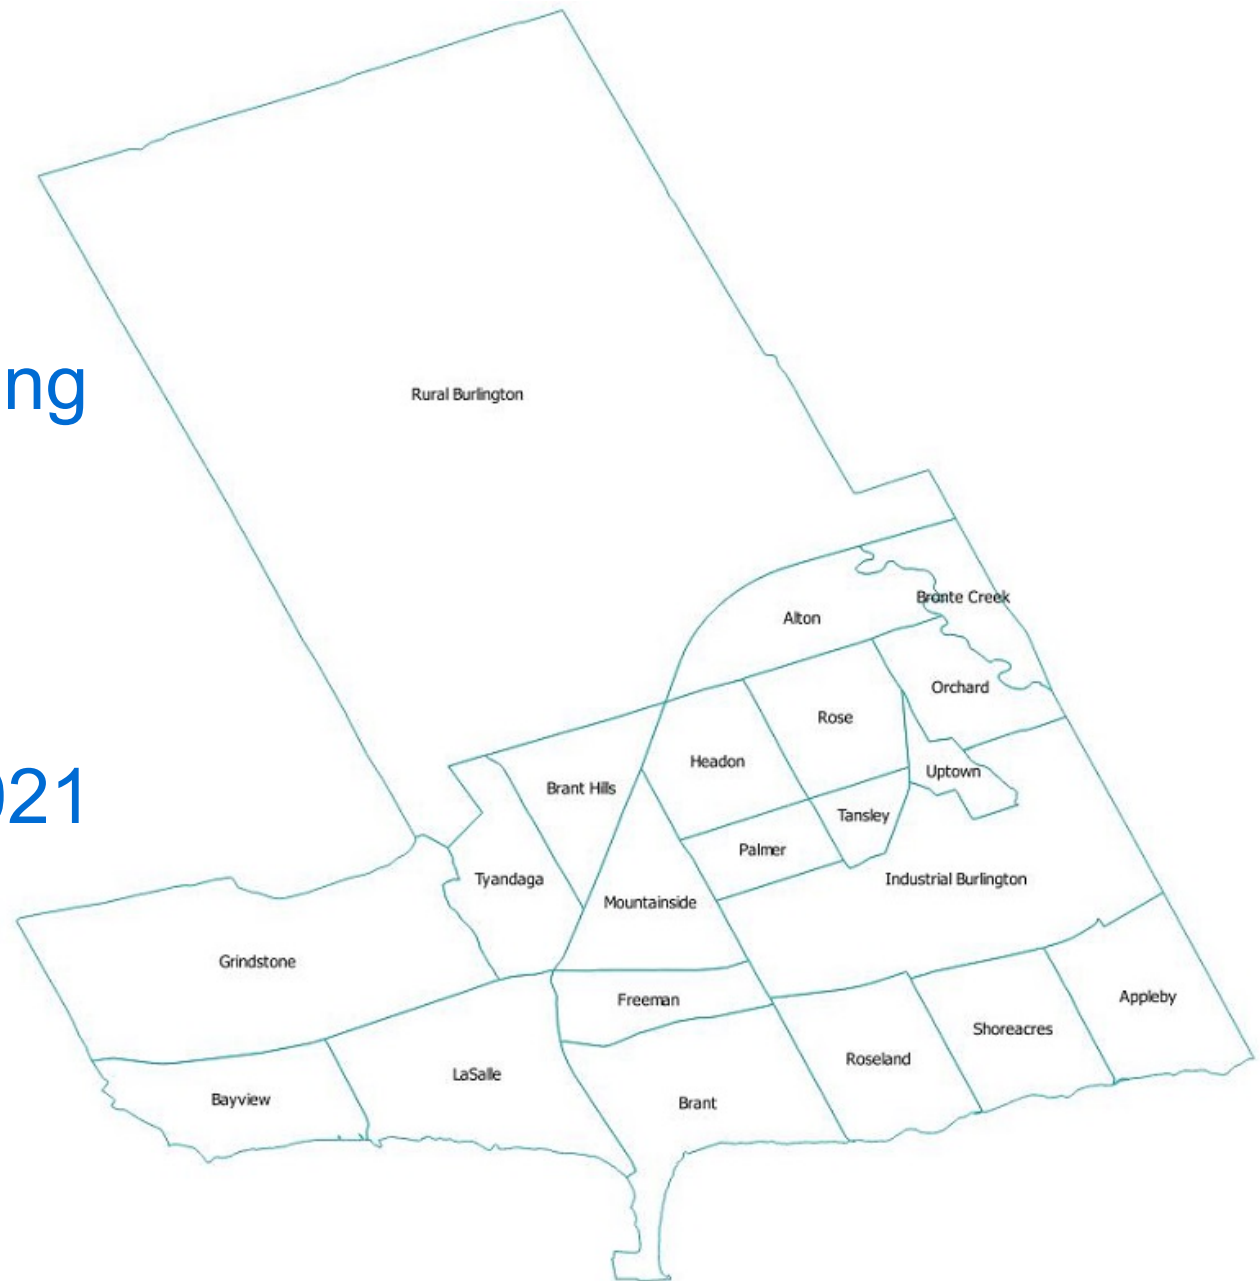 ng
Rural Burlington
Bronte Creek
Alton
Orchard
Rose
Headon
Uptown
Brant Hills
021
Tansley
Palmer
Tyandaga
Industrial Burlington
Mountainside
Grindstone
Appleby
Freeman
Shoreacres
Roseland
LaSalle
Bayview
Brant